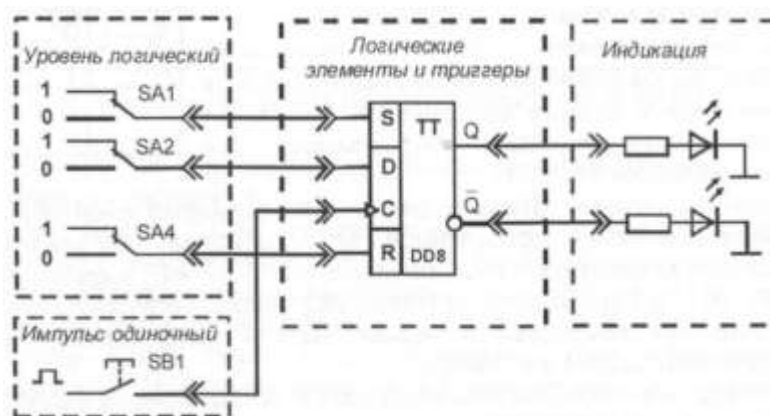 Уровень логический
1
0
SA1
1
0
SA2
1
0
SA4
Импульс одиночный
SB1
Логические
элементы и триггеры
S
TT
D
C
R
DD8
Q
Q̅
Индикация